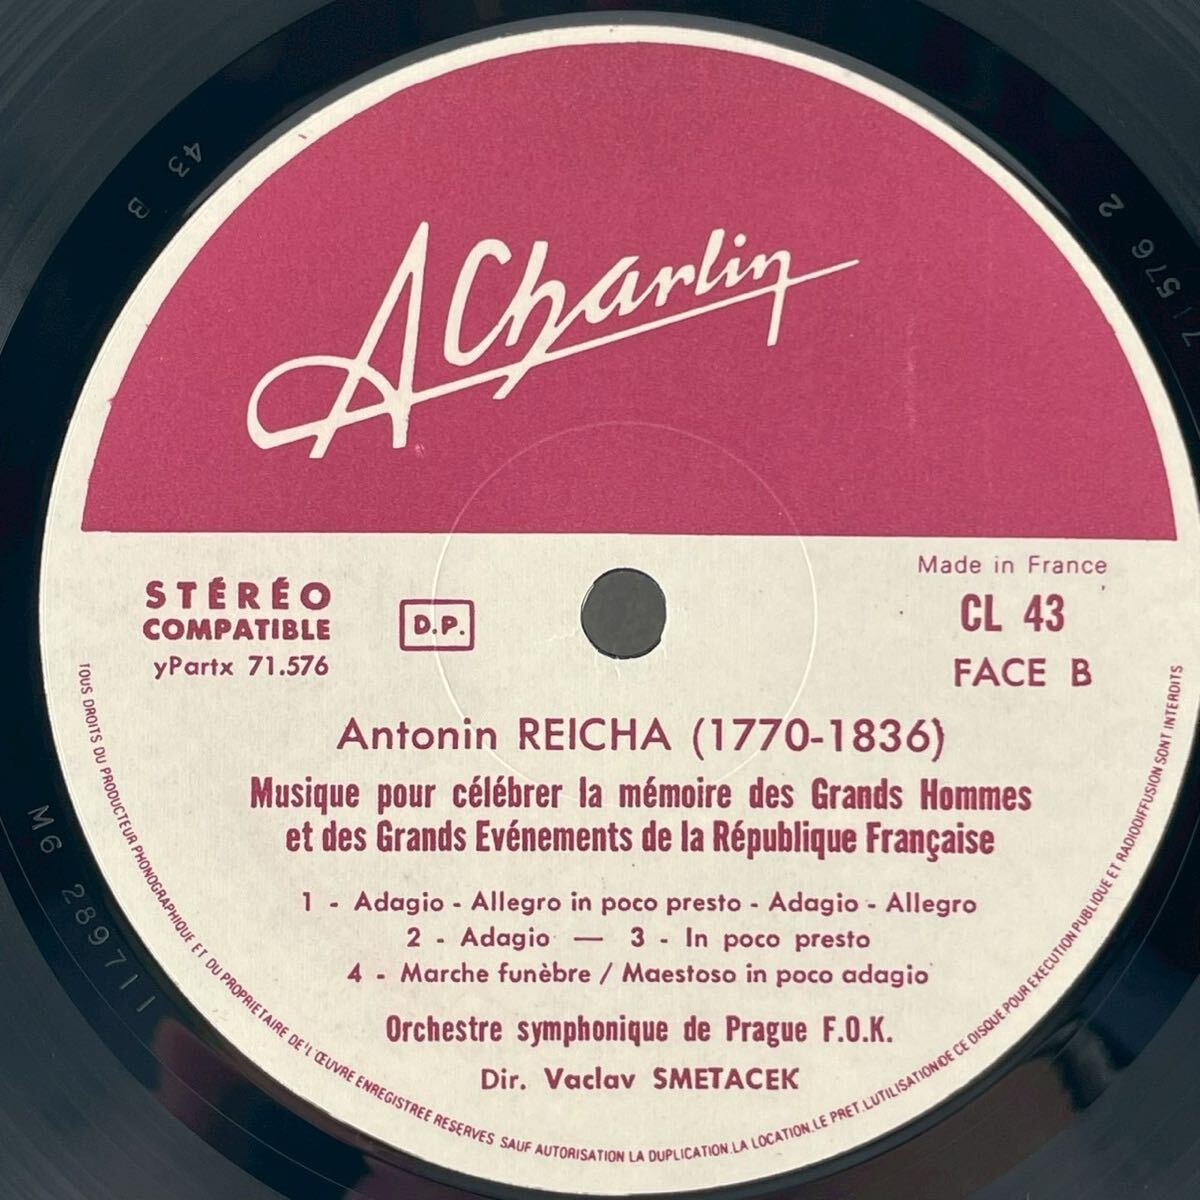 A Charlin
Made in France
STÉRÉO
COMPATIBLE
yPartx 71.576
D.P.
CL 43
FACE B
Antonin REICHA (1770-1836)
Musique pour célébrer la mémoire des Grands Hommes
et des Grands Evénements de la République Française
1 - Adagio - Allegro in poco presto - Adagio - Allegro
2 - Adagio — 3 - In poco presto
4 - Marche funèbre / Maestoso in poco adagio
Orchestre symphonique de Prague F.O.K.
Dir. Vaclav SMETACEK
TOUS DROITS DU PRODUCTEUR PHONOGRAPHIQUE ET DU PROPRIETAIRE DE L'ŒUVRE ENREGISTREE RESERVES SAUF AUTORISATION LA DUPLICATION.LA LOCATION.LE PRET.L'UTILISATION DE CE DISQUE POUR EXECUTION PUBLIQUE ET RADIODIFFUSION SONT INTERDITS
43 B
71576 2
M6 289711